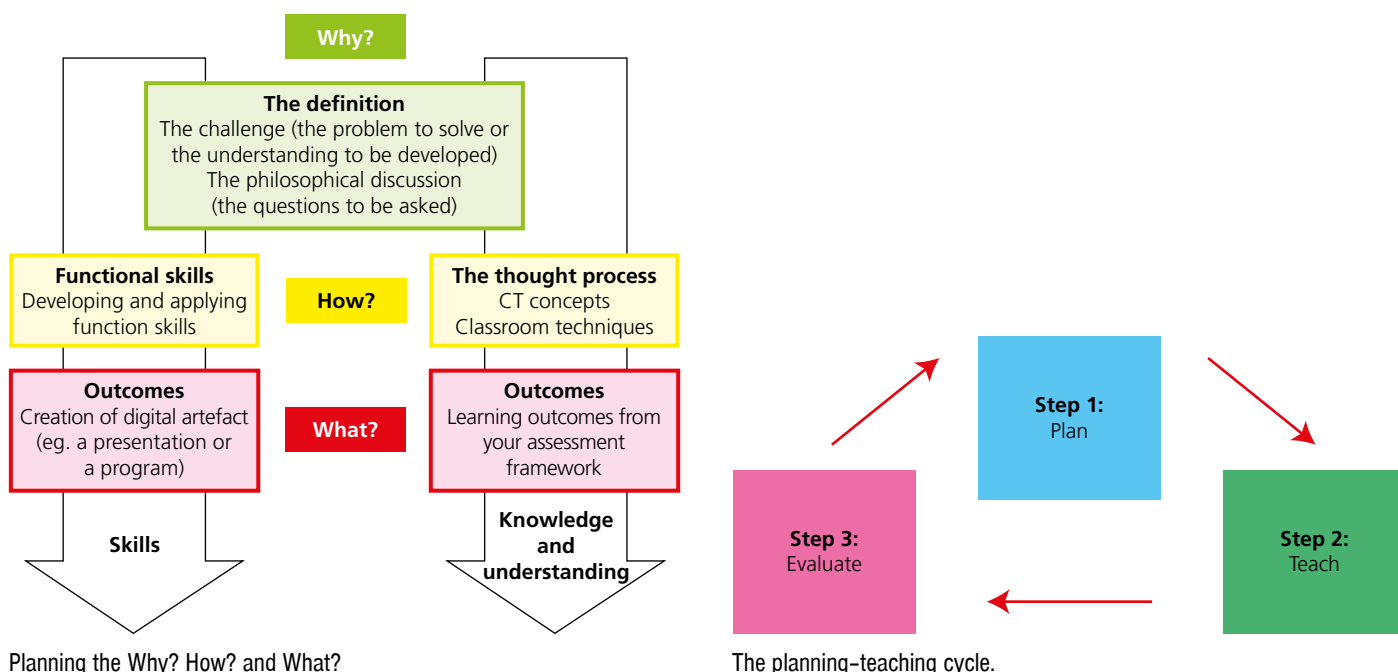 Why?
The definition
The challenge (the problem to solve or
the understanding to be developed)
The philosophical discussion
(the questions to be asked)
Functional skills
Developing and applying
function skills
How?
The thought process
CT concepts
Classroom techniques
Outcomes
Creation of digital artefact
(eg. a presentation or
a program)
What?
Outcomes
Learning outcomes from
your assessment
framework
Skills
Knowledge
and
understanding
Planning the Why? How? and What?
Step 1:
Plan
Step 2:
Teach
Step 3:
Evaluate
The planning–teaching cycle.